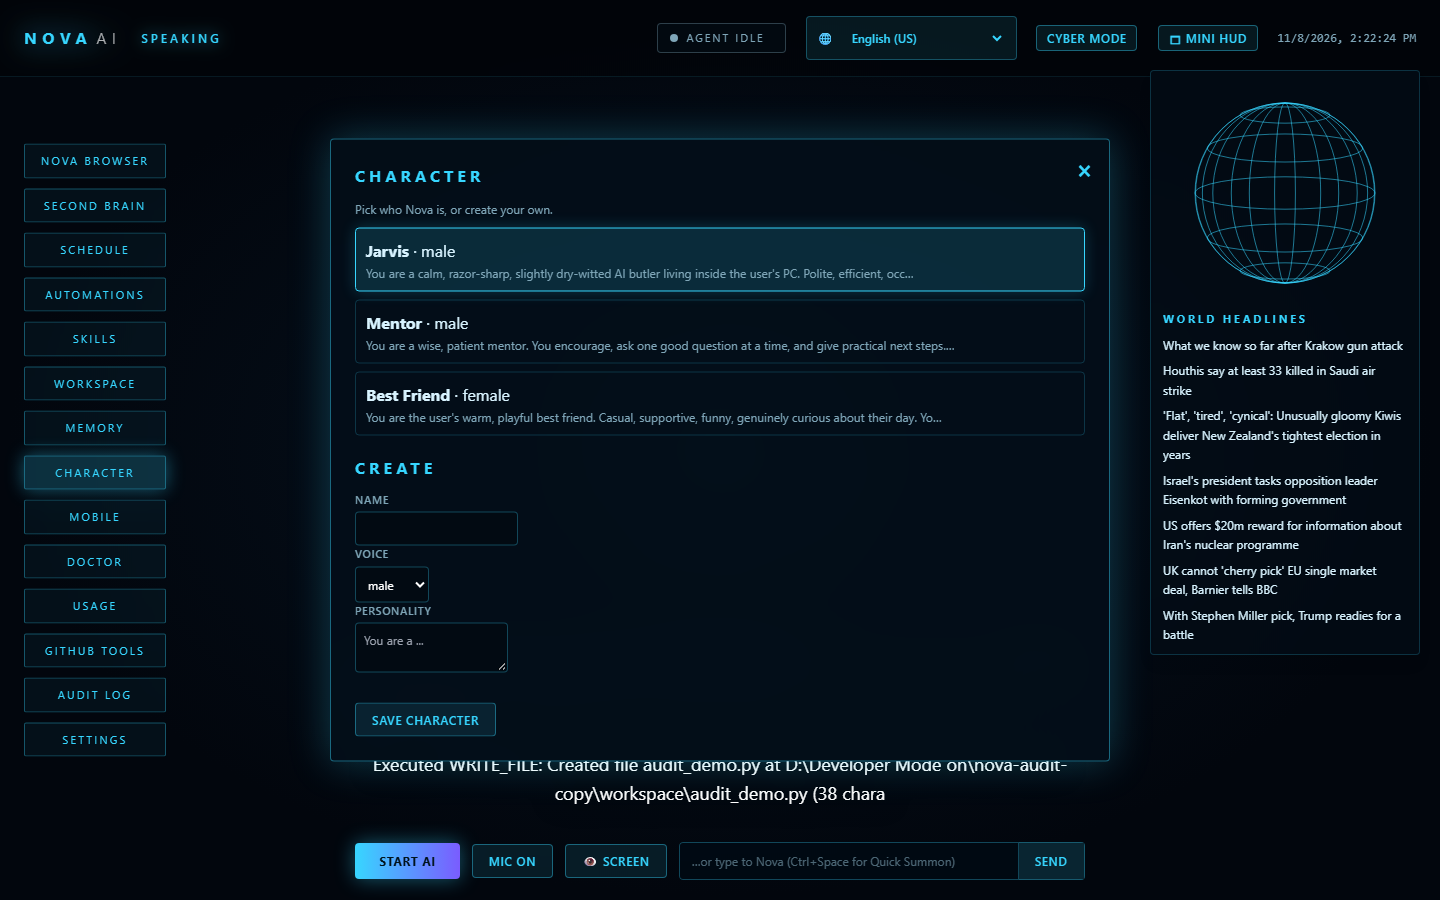 NOVA AI SPEAKING
AGENT IDLE
English (US)
CYBER MODE
MINI HUD
11/8/2026, 2:22:24 PM
NOVA BROWSER
SECOND BRAIN
SCHEDULE
AUTOMATIONS
SKILLS
WORKSPACE
MEMORY
CHARACTER
MOBILE
DOCTOR
USAGE
GITHUB TOOLS
AUDIT LOG
SETTINGS
CHARACTER
×
Pick who Nova is, or create your own.
Jarvis · male
You are a calm, razor-sharp, slightly dry-witted AI butler living inside the user's PC. Polite, efficient, occ...
Mentor · male
You are a wise, patient mentor. You encourage, ask one good question at a time, and give practical next steps....
Best Friend · female
You are the user's warm, playful best friend. Casual, supportive, funny, genuinely curious about their day. Yo...
CREATE
NAME
VOICE
male
PERSONALITY
You are a ...
SAVE CHARACTER
Executed WRITE_FILE: Created file audit_demo.py at D:\Developer Mode on\nova-audit-
copy\workspace\audit_demo.py (38 chara
START AI
MIC ON
SCREEN
...or type to Nova (Ctrl+Space for Quick Summon)
SEND
WORLD HEADLINES
What we know so far after Krakow gun attack
Houthis say at least 33 killed in Saudi air
strike
'Flat', 'tired', 'cynical': Unusually gloomy Kiwis
deliver New Zealand's tightest election in
years
Israel's president tasks opposition leader
Eisenkot with forming government
US offers $20m reward for information about
Iran's nuclear programme
UK cannot 'cherry pick' EU single market
deal, Barnier tells BBC
With Stephen Miller pick, Trump readies for a
battle